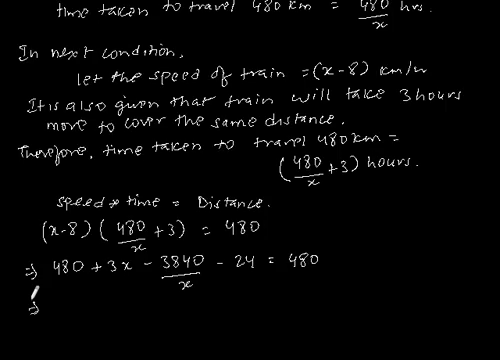 time taken to travel 480 km = 480/x hrs.
In next condition,
let the speed of train = (x-8) km/hr
It is also given that train will take 3 hours
more to cover the same distance.
Therefore, time taken to travel 480km =
(480/x + 3) hours.
speed × time = Distance.
(x-8) (480/x + 3) = 480
⇒ 480 + 3x - 3840/x - 24 = 480
⇒